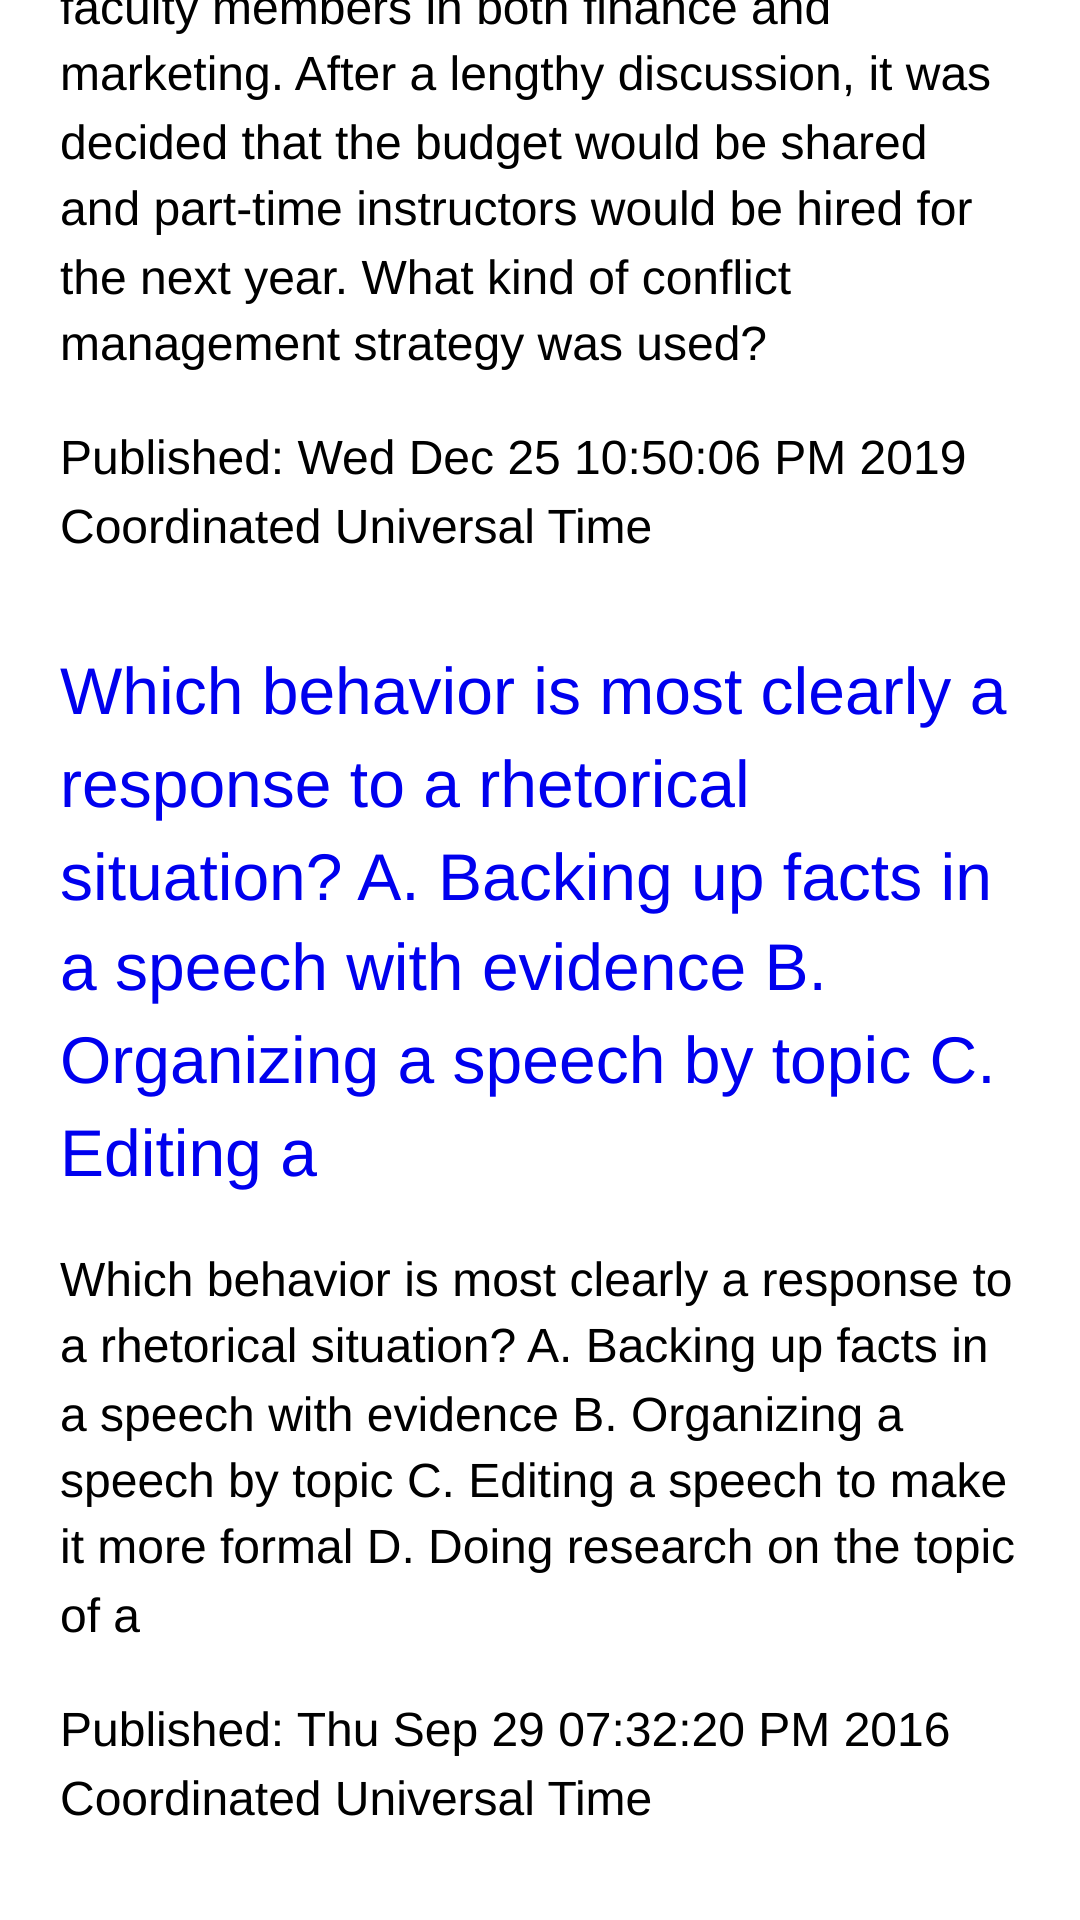 faculty members in both finance and
marketing. After a lengthy discussion, it was
decided that the budget would be shared
and part-time instructors would be hired for
the next year. What kind of conflict
management strategy was used?
Published: Wed Dec 25 10:50:06 PM 2019
Coordinated Universal Time
Which behavior is most clearly a
response to a rhetorical
situation? A. Backing up facts in
a speech with evidence B.
Organizing a speech by topic C.
Editing a
Which behavior is most clearly a response to
a rhetorical situation? A. Backing up facts in
a speech with evidence B. Organizing a
speech by topic C. Editing a speech to make
it more formal D. Doing research on the topic
of a
Published: Thu Sep 29 07:32:20 PM 2016
Coordinated Universal Time